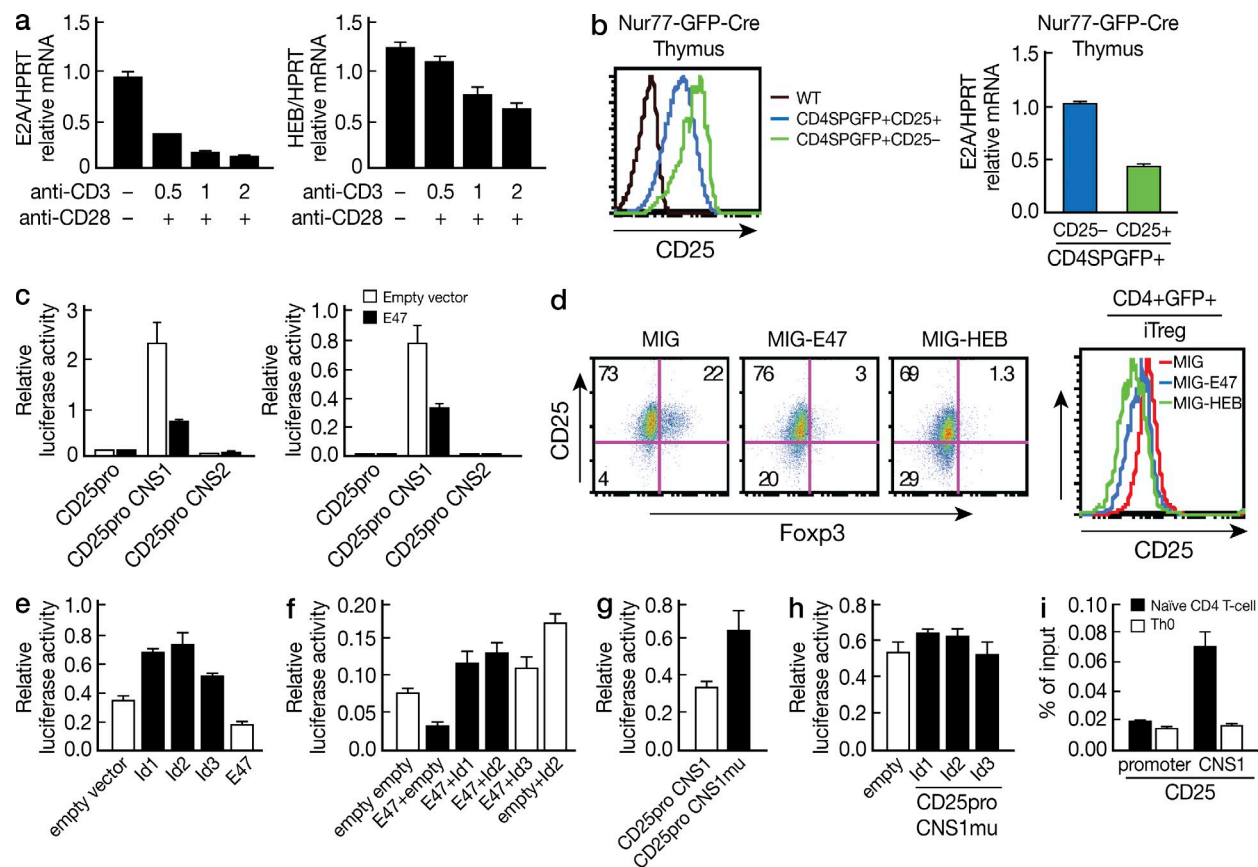 a
1.5
1.0
0.5
0
E2A/HPRT
relative mRNA
anti-CD3 – 0.5 1 2
anti-CD28 – + + +
1.5
1.0
0.5
0
HEB/HPRT
relative mRNA
anti-CD3 – 0.5 1 2
anti-CD28 – + + +
b
Nur77-GFP-Cre
Thymus
WT
CD4SPGFP+CD25+
CD4SPGFP+CD25–
CD25
Nur77-GFP-Cre
Thymus
1.5
1.0
0.5
0.0
E2A/HPRT
relative mRNA
CD25– CD25+
CD4SPGFP+
c
3
2
1
0
Relative
luciferase activity
CD25pro
CD25pro CNS1
CD25pro CNS2
Empty vector
E47
1.0
0.8
0.6
0.4
0.2
0.0
Relative
luciferase activity
CD25pro
CD25pro CNS1
CD25pro CNS2
d
MIG
73 22
4
MIG-E47
76 3
20
MIG-HEB
69 1.3
29
CD25
Foxp3
CD4+GFP+
iTreg
MIG
MIG-E47
MIG-HEB
CD25
e
1.0
0.8
0.6
0.4
0.2
0.0
Relative
luciferase activity
empty vector
Id1
Id2
Id3
E47
f
0.20
0.15
0.10
0.05
0.00
Relative
luciferase activity
empty empty
E47+empty
E47+Id1
E47+Id2
E47+Id3
empty+Id2
g
0.8
0.6
0.4
0.2
0.0
Relative
luciferase activity
CD25pro CNS1
CD25pro CNS1mu
h
0.8
0.6
0.4
0.2
0.0
Relative
luciferase activity
empty
Id1
Id2
Id3
CD25pro
CNS1mu
i
Naïve CD4 T-cell
Th0
0.10
0.08
0.06
0.04
0.02
0.00
% of input
promoter CNS1
CD25